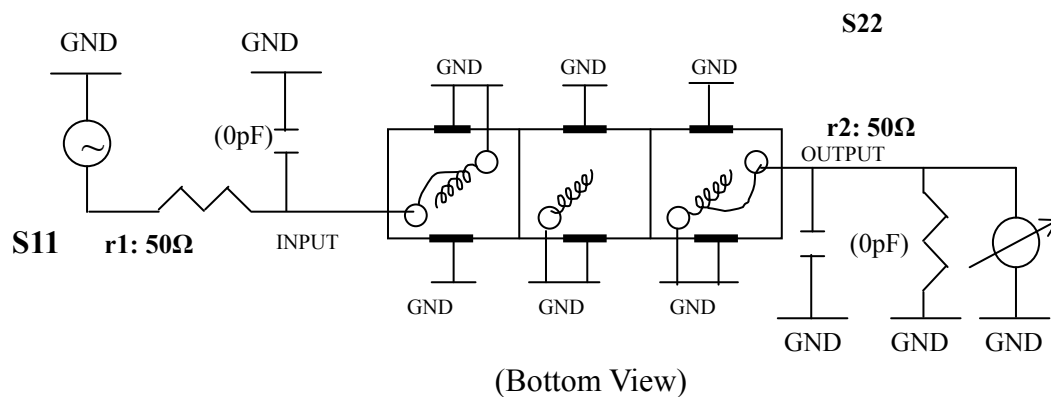 S22
GND
GND
GND
GND
GND
(0pF)
r2: 50Ω
OUTPUT
S11
r1: 50Ω
INPUT
(0pF)
GND
GND
GND
GND
GND
GND
(Bottom View)